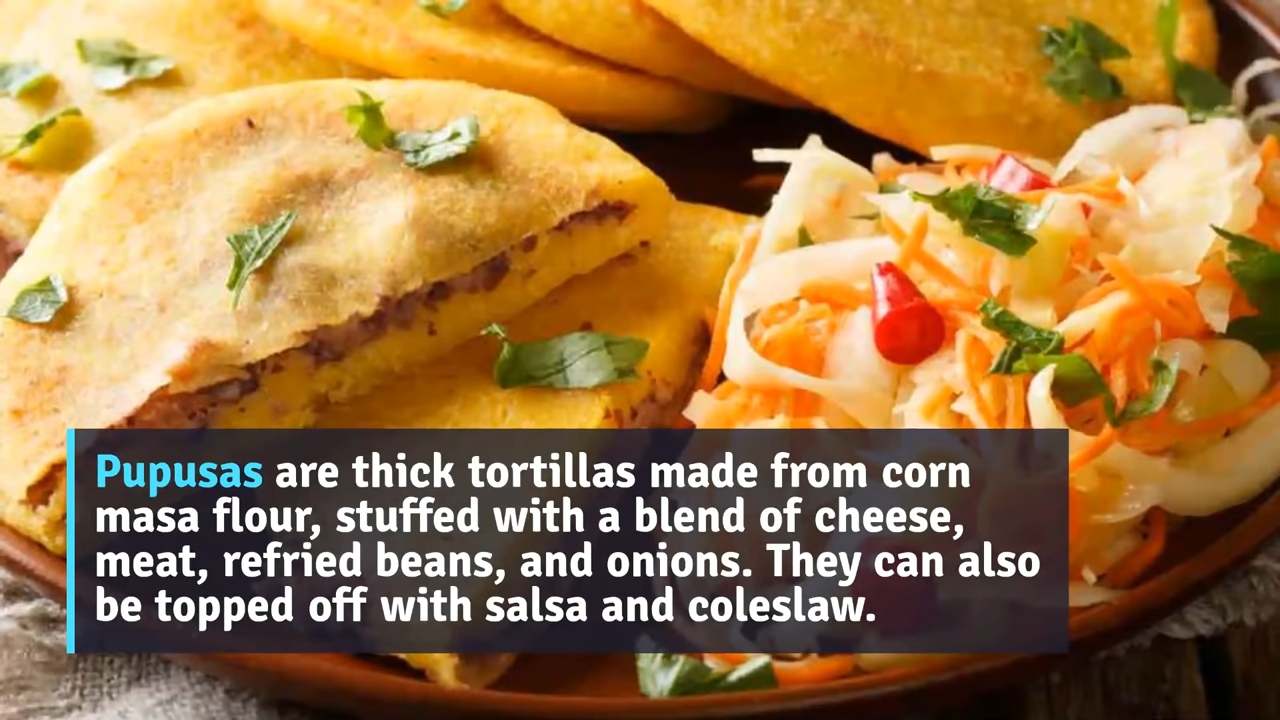 Pupusas are thick tortillas made from corn
masa flour, stuffed with a blend of cheese,
meat, refried beans, and onions. They can also
be topped off with salsa and coleslaw.